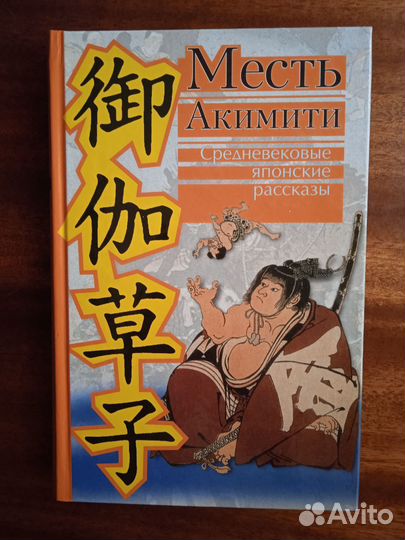 御伽草子
Месть
Акимити
Средневековые
японские
рассказы
Avito